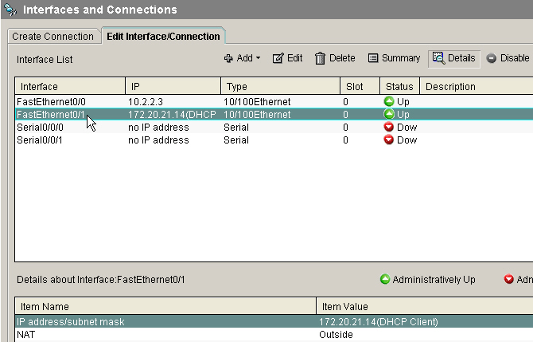 Interfaces and Connections
Create Connection Edit Interface/Connection
Interface List Add Edit Delete Summary Details Disable
Interface IP Type Slot Status Description
FastEthernet0/0 10.2.2.3 10/100Ethernet 0 Up
FastEthernet0/1 172.20.21.14(DHCP 10/100Ethernet 0 Up
Serial0/0/0 no IP address Serial 0 Dow
Serial0/0/1 no IP address Serial 0 Dow
Details about Interface:FastEthernet0/1 Administratively Up Adn
Item Name Item Value
IP address/subnet mask 172.20.21.14(DHCP Client)
NAT Outside